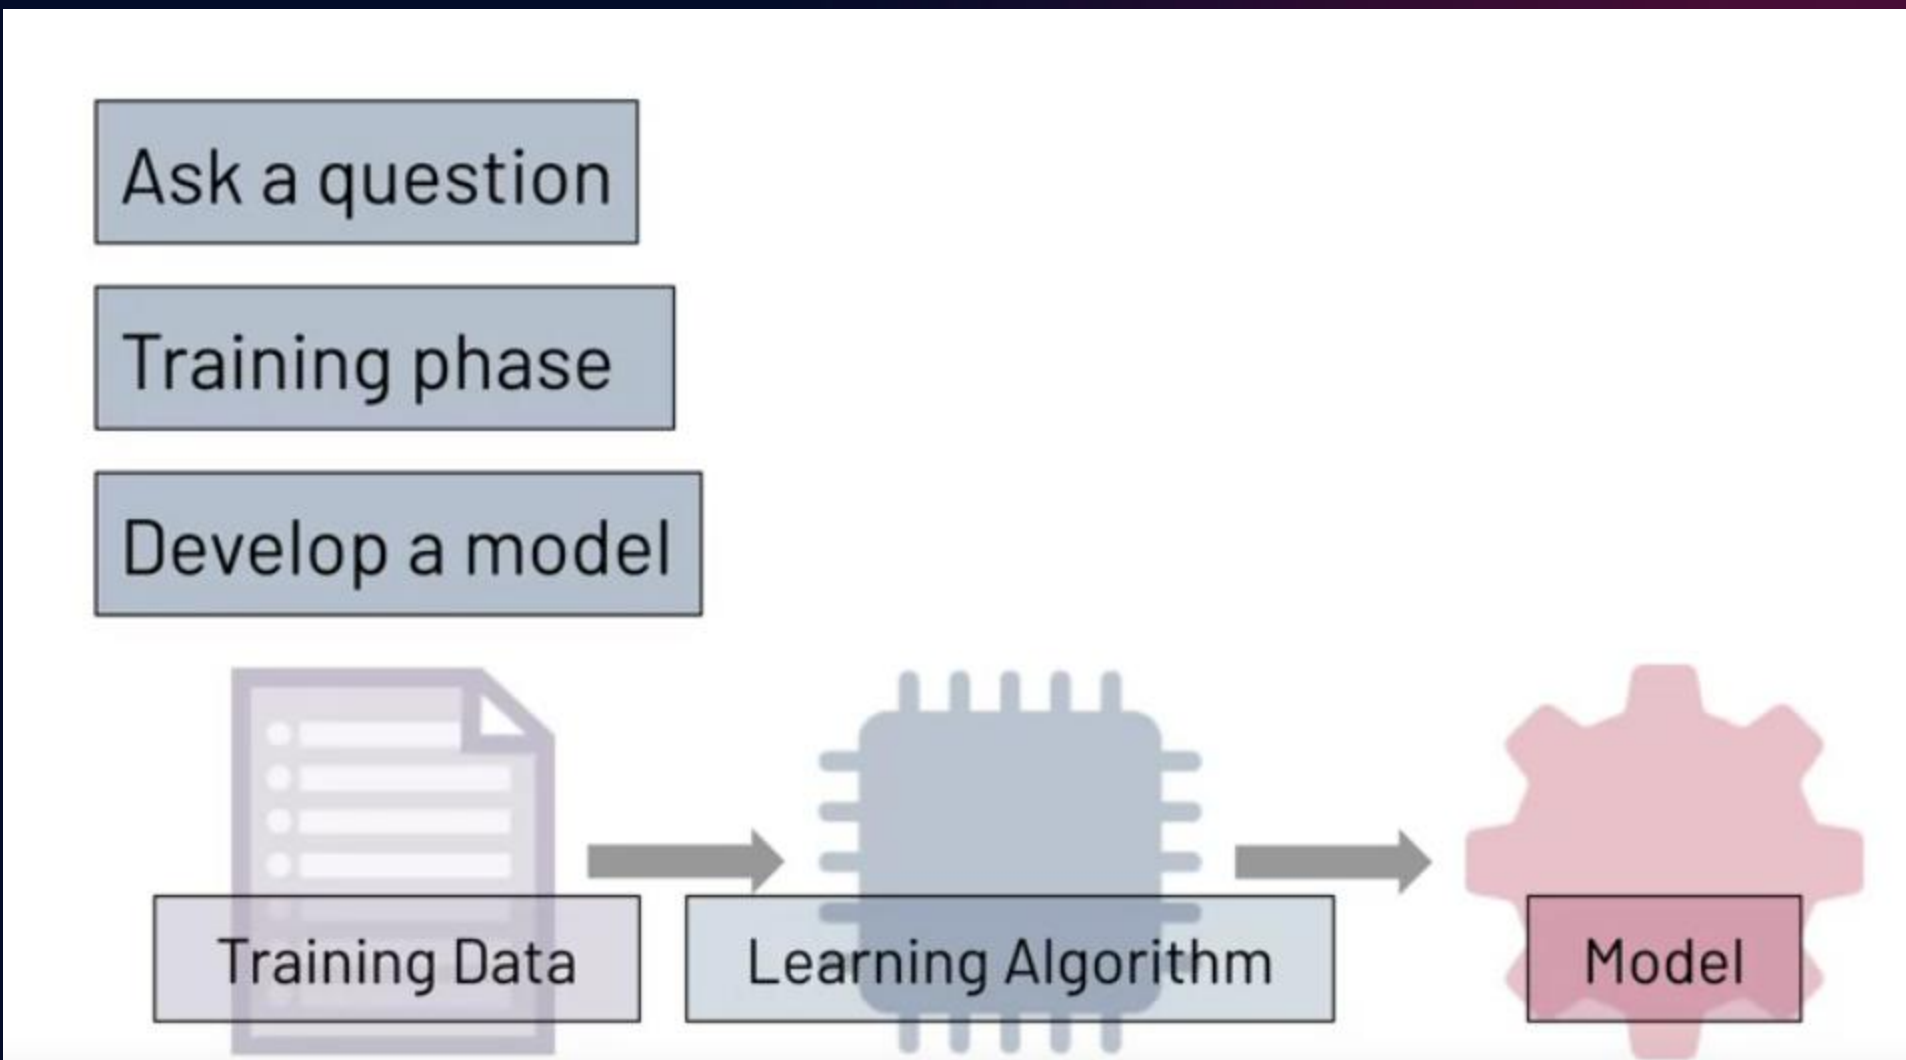 Ask a question
Training phase
Develop a model
Training Data
Learning Algorithm
Model